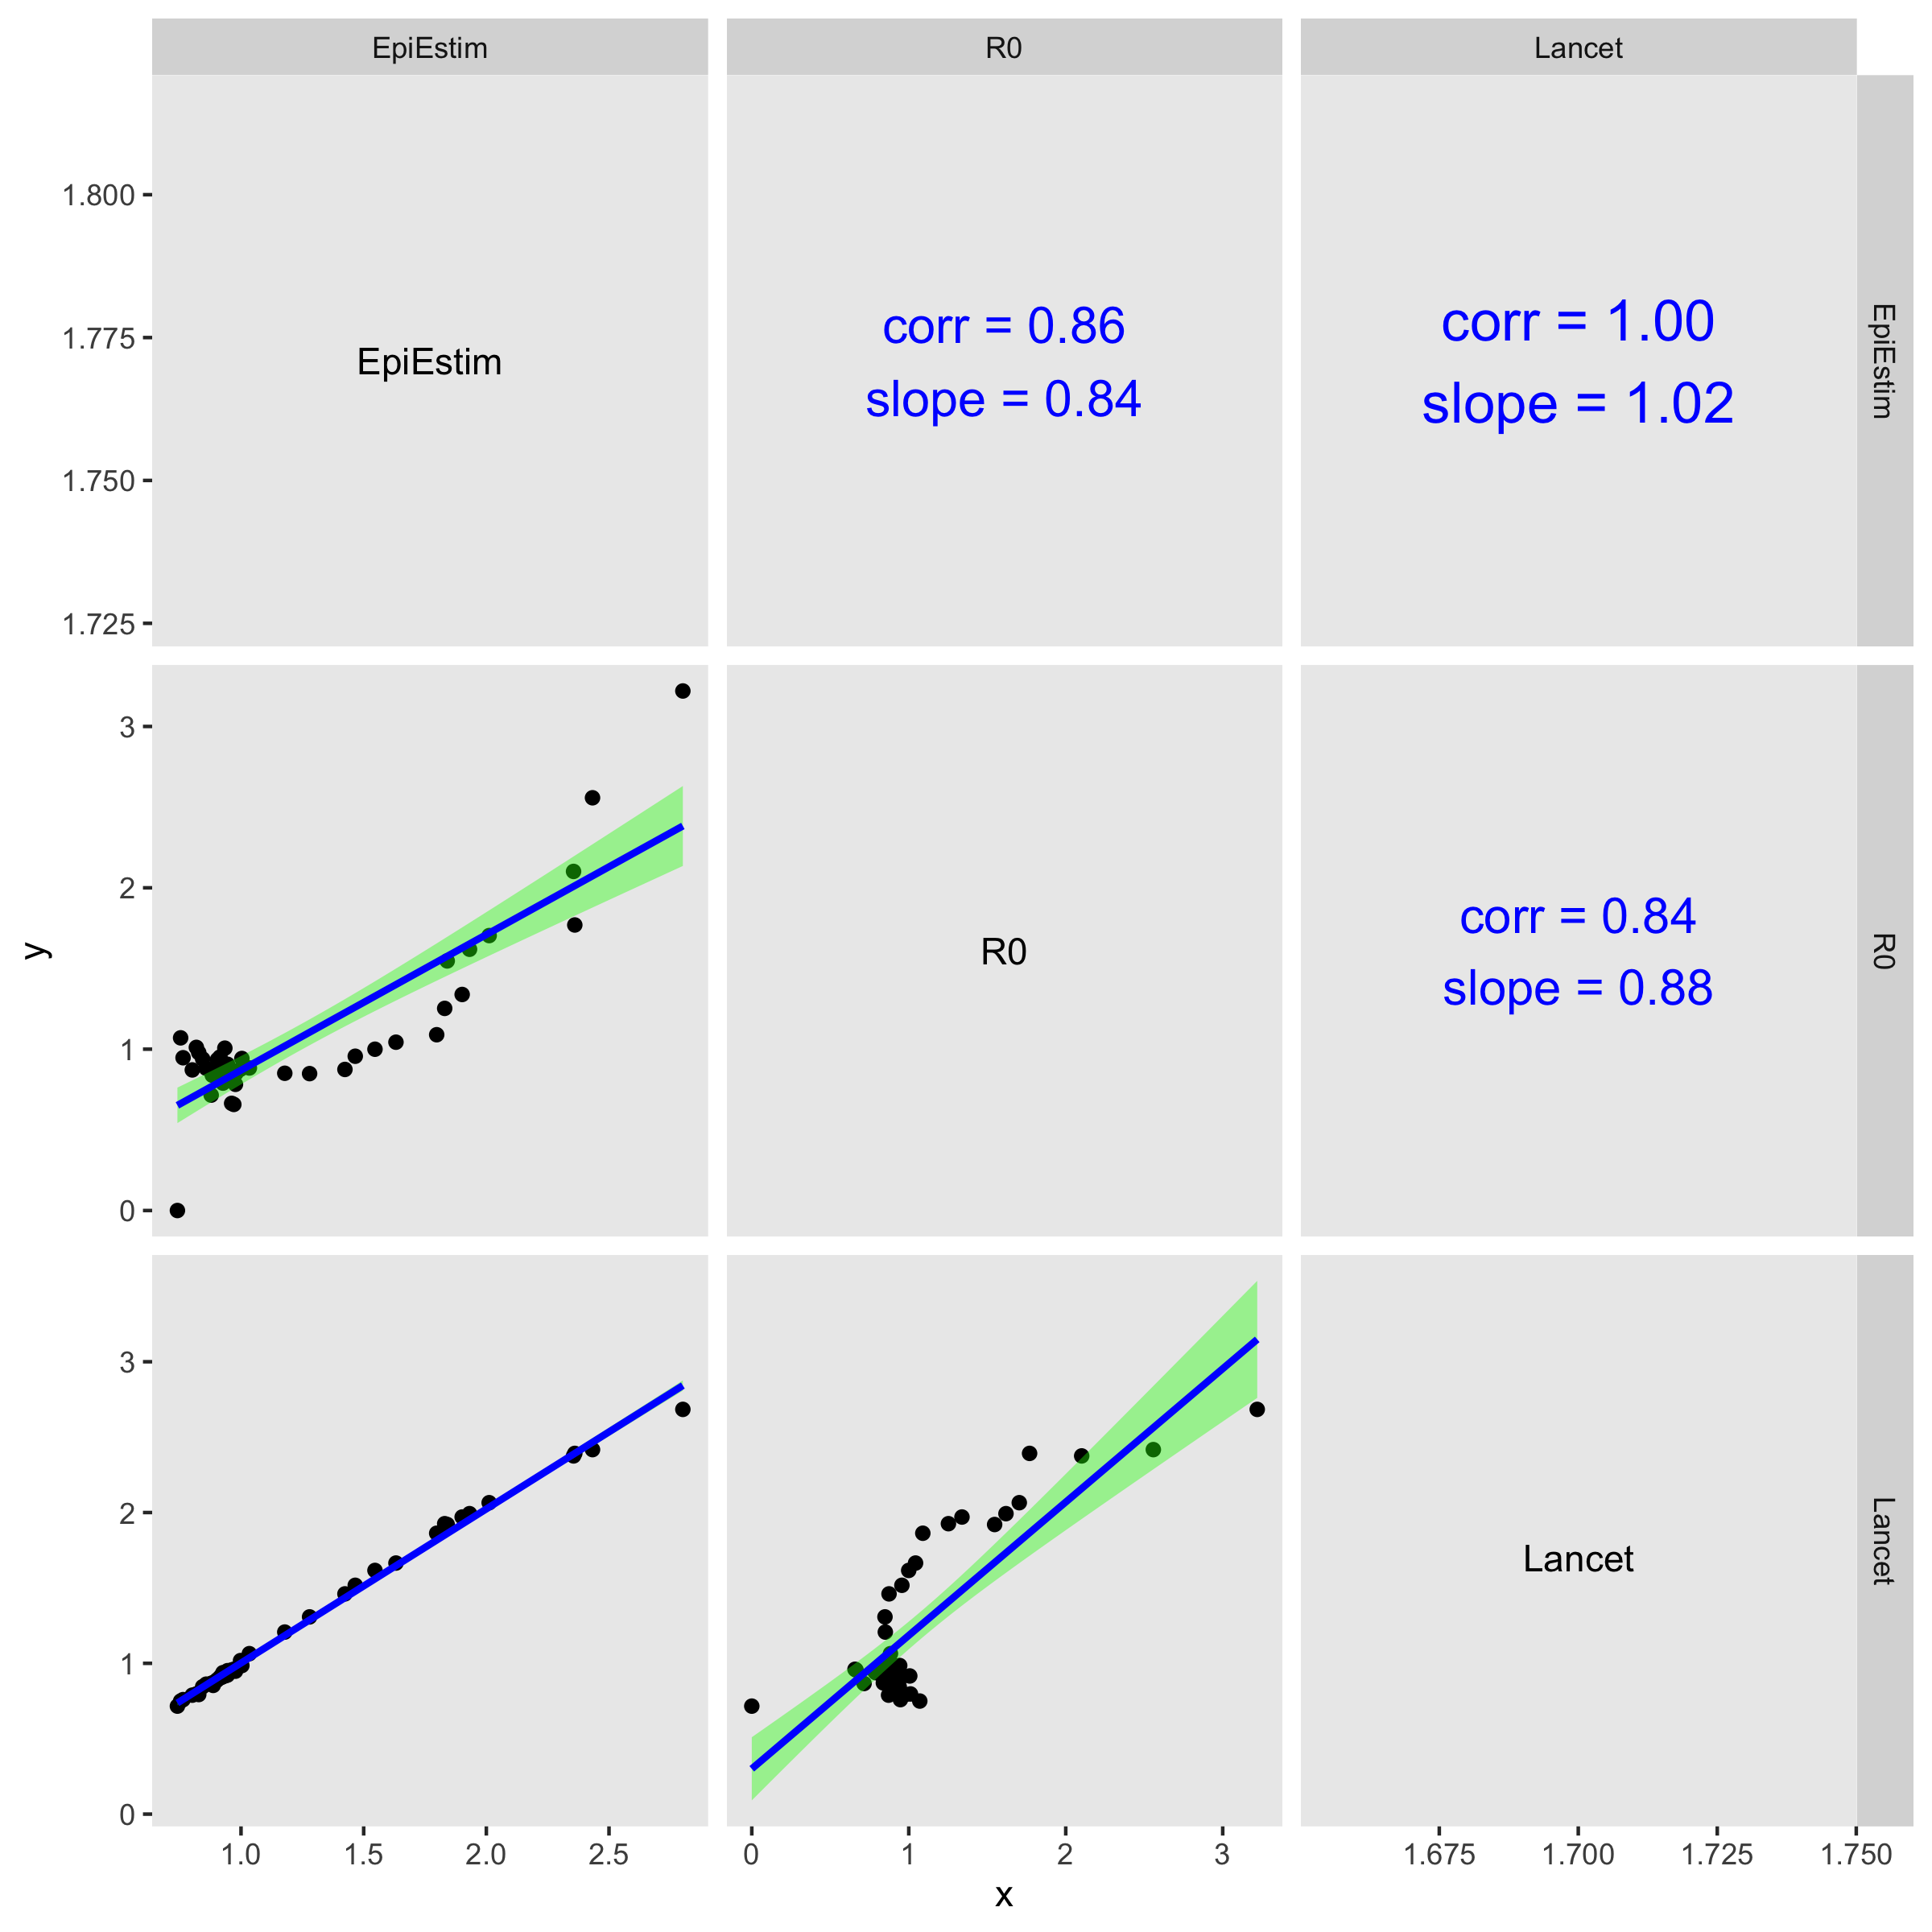 EpiEstim R0 Lancet
1.800
1.775
1.750
1.725
EpiEstim
corr = 0.86
slope = 0.84
corr = 1.00
slope = 1.02
EpiEstim
3
2
1
0
R0
corr = 0.84
slope = 0.88
R0
y
3
2
1
0
Lancet
Lancet
1.0 1.5 2.0 2.5
0 1 2 3
1.675 1.700 1.725 1.750
x